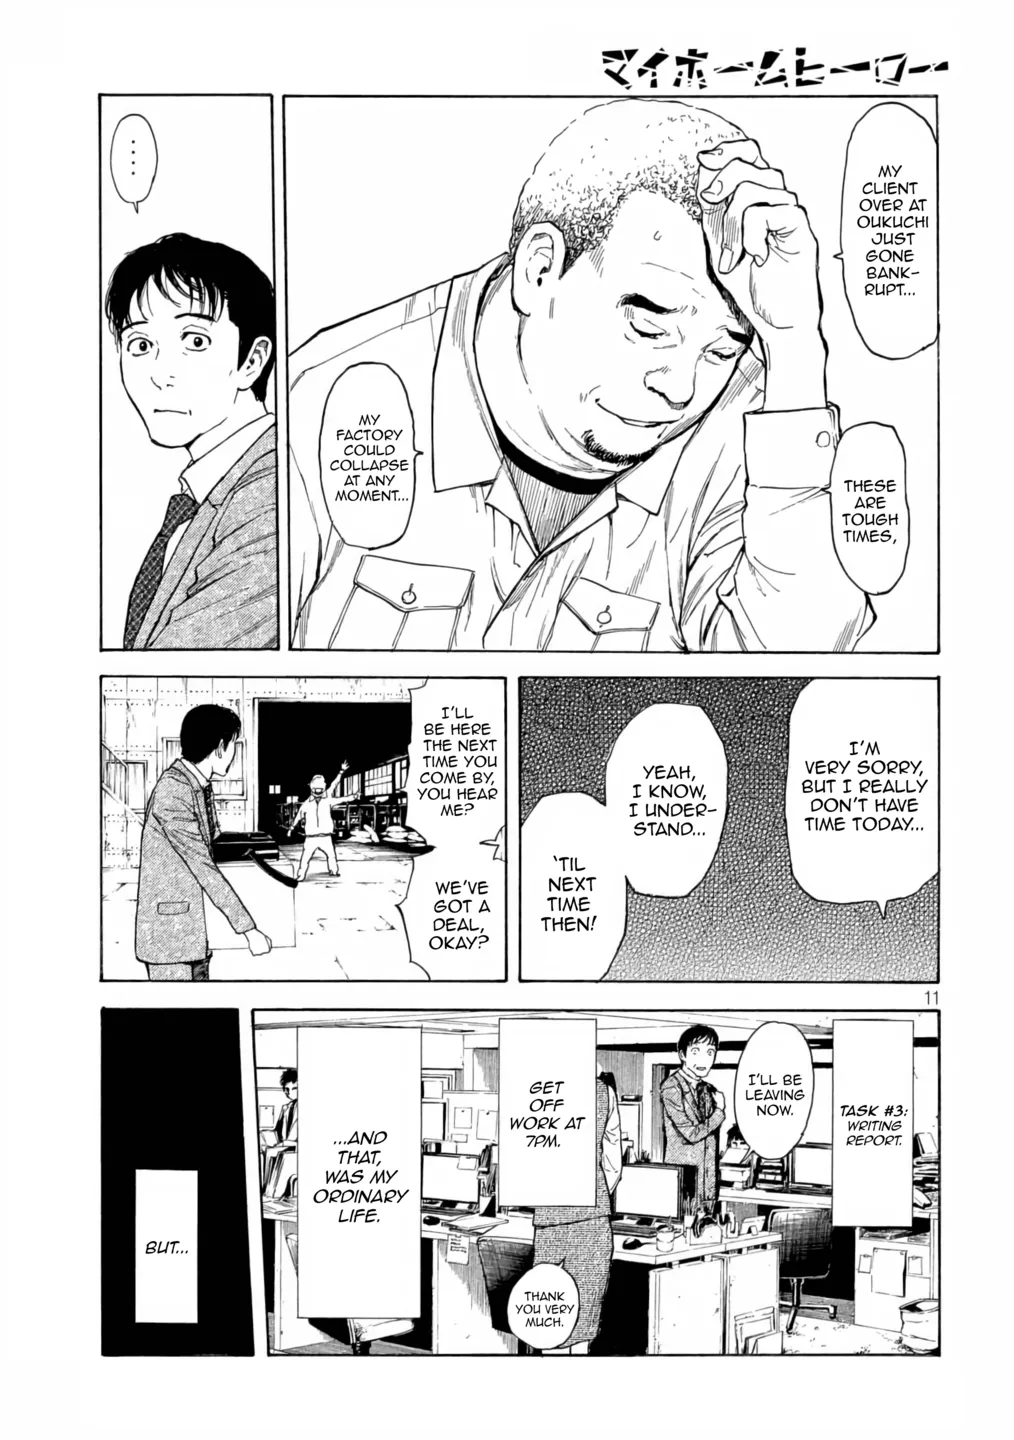 マイホームヒーロー
MY
CLIENT
OVER AT
OUKUCHI
JUST
GONE
BANK-
RUPT...
THESE
ARE
TOUGH
TIMES,
MY
FACTORY
COULD
COLLAPSE
AT ANY
MOMENT...
....
I'M
VERY SORRY,
BUT I REALLY
DON'T HAVE
TIME TODAY...
YEAH,
I KNOW,
I UNDER-
STAND...
'TIL
NEXT
TIME
THEN!
I'LL
BE HERE
THE NEXT
TIME YOU
COME BY,
YOU HEAR
ME?
WE'VE
GOT A
DEAL,
OKAY?
11
TASK #3:
WRITING
REPORT.
I'LL BE
LEAVING
NOW.
GET
OFF
WORK AT
7PM.
THANK
YOU VERY
MUCH.
...AND
THAT,
WAS MY
ORDINARY
LIFE.
BUT...